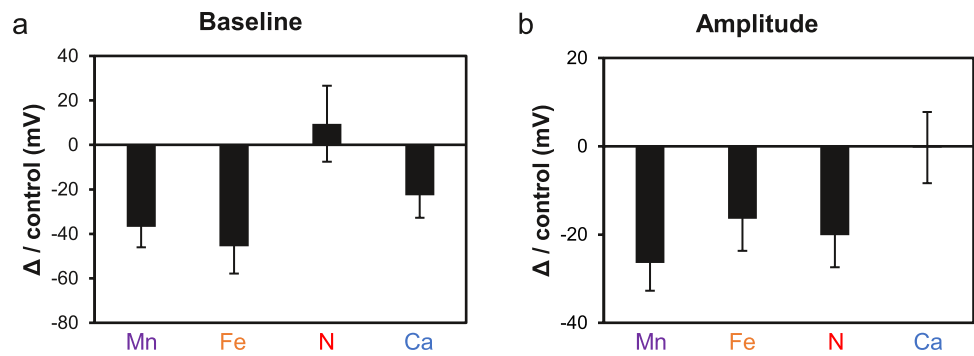 a
Baseline
Δ / control (mV)
40
20
0
-20
-40
-60
-80
Mn Fe N Ca
b
Amplitude
Δ / control (mV)
20
0
-20
-40
Mn Fe N Ca